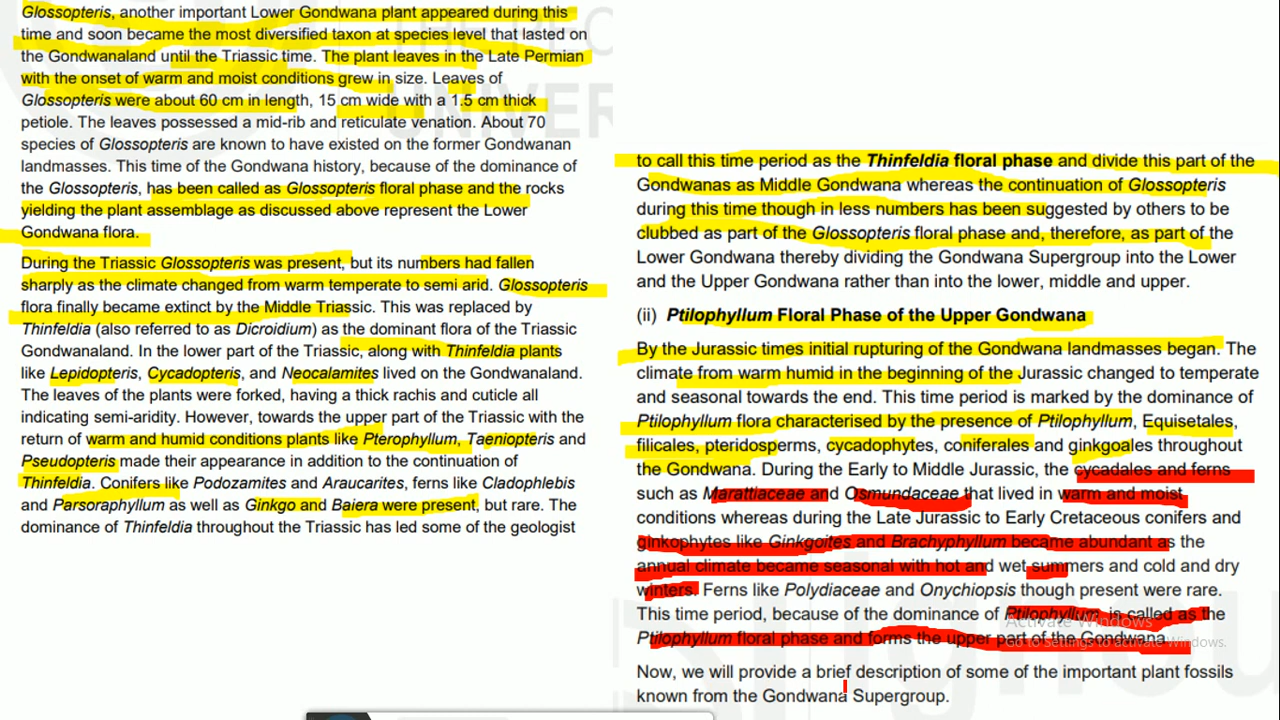 Glossopteris, another important Lower Gondwana plant appeared during this
time and soon became the most diversified taxon at species level that lasted on
the Gondwanaland until the Triassic time. The plant leaves in the Late Permian
with the onset of warm and moist conditions grew in size. Leaves of
Glossopteris were about 60 cm in length, 15 cm wide with a 1.5 cm thick
petiole. The leaves possessed a mid-rib and reticulate venation. About 70
species of Glossopteris are known to have existed on the former Gondwanan
landmasses. This time of the Gondwana history, because of the dominance of
the Glossopteris, has been called as Glossopteris floral phase and the rocks
yielding the plant assemblage as discussed above represent the Lower
Gondwana flora.
During the Triassic Glossopteris was present, but its numbers had fallen
sharply as the climate changed from warm temperate to semi arid. Glossopteris
flora finally became extinct by the Middle Triassic. This was replaced by
Thinfeldia (also referred to as Dicroidium) as the dominant flora of the Triassic
Gondwanaland. In the lower part of the Triassic, along with Thinfeldia plants
like Lepidopteris, Cycadopteris, and Neocalamites lived on the Gondwanaland.
The leaves of the plants were forked, having a thick rachis and cuticle all
indicating semi-aridity. However, towards the upper part of the Triassic with the
return of warm and humid conditions plants like Pterophyllum, Taeniopteris and
Pseudopteris made their appearance in addition to the continuation of
Thinfeldia. Conifers like Podozamites and Araucarites, ferns like Cladophlebis
and Parsoraphyllum as well as Ginkgo and Baiera were present, but rare. The
dominance of Thinfeldia throughout the Triassic has led some of the geologist
to call this time period as the Thinfeldia floral phase and divide this part of the
Gondwanas as Middle Gondwana whereas the continuation of Glossopteris
during this time though in less numbers has been suggested by others to be
clubbed as part of the Glossopteris floral phase and, therefore, as part of the
Lower Gondwana thereby dividing the Gondwana Supergroup into the Lower
and the Upper Gondwana rather than into the lower, middle and upper.
(ii) Ptilophyllum Floral Phase of the Upper Gondwana
By the Jurassic times initial rupturing of the Gondwana landmasses began. The
climate from warm humid in the beginning of the Jurassic changed to temperate
and seasonal towards the end. This time period is marked by the dominance of
Ptilophyllum flora characterised by the presence of Ptilophyllum, Equisetales,
filicales, pteridosperms, cycadophytes, coniferales and ginkgoales throughout
the Gondwana. During the Early to Middle Jurassic, the cycadales and ferns
such as Marattiaceae and Osmundaceae that lived in warm and moist
conditions whereas during the Late Jurassic to Early Cretaceous conifers and
ginkophytes like Ginkgoites and Brachyphyllum became abundant as the
annual climate became seasonal with hot and wet summers and cold and dry
winters. Ferns like Polydiaceae and Onychiopsis though present were rare.
This time period, because of the dominance of Ptilophyllum, is called as the
Ptilophyllum floral phase and forms the upper part of the Gondwana.
Now, we will provide a brief description of some of the important plant fossils
known from the Gondwana Supergroup.
Activate Windows
Go to Settings to activate Windows.